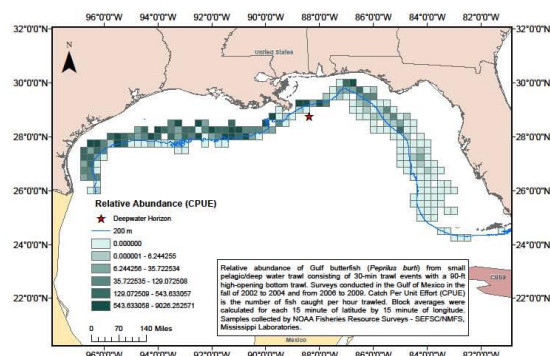 96°0'0"W 94°0'0"W 92°0'0"W 90°0'0"W 88°0'0"W 86°0'0"W 84°0'0"W 82°0'0"W
N
United States
32°0'0"N 32°0'0"N
30°0'0"N 30°0'0"N
28°0'0"N 28°0'0"N
26°0'0"N 26°0'0"N
24°0'0"N 24°0'0"N
22°0'0"N 22°0'0"N
Relative Abundance (CPUE)
Deepwater Horizon
200 m
0.000000
0.000001 - 6.244255
6.244256 - 35.722534
35.722535 - 129.072508
129.072509 - 543.633057
543.633058 - 9026.252571
0 70 140 Miles
Relative abundance of Gulf butterfish (Peprilus burti) from small
pelagic/deep water trawl consisting of 30-min trawl events with a 90-ft
high-opening bottom trawl. Surveys conducted in the Gulf of Mexico in the
fall of 2002 to 2004 and from 2006 to 2009. Catch Per Unit Effort (CPUE)
is the number of fish caught per hour trawled. Block averages were
calculated for each 15 minute of latitude by 15 minute of longitude.
Samples collected by NOAA Fisheries Resource Surveys - SEFSC/NMFS,
Mississippi Laboratories.
Cuba
Mexico
96°0'0"W 94°0'0"W 92°0'0"W 90°0'0"W 88°0'0"W 86°0'0"W 84°0'0"W 82°0'0"W